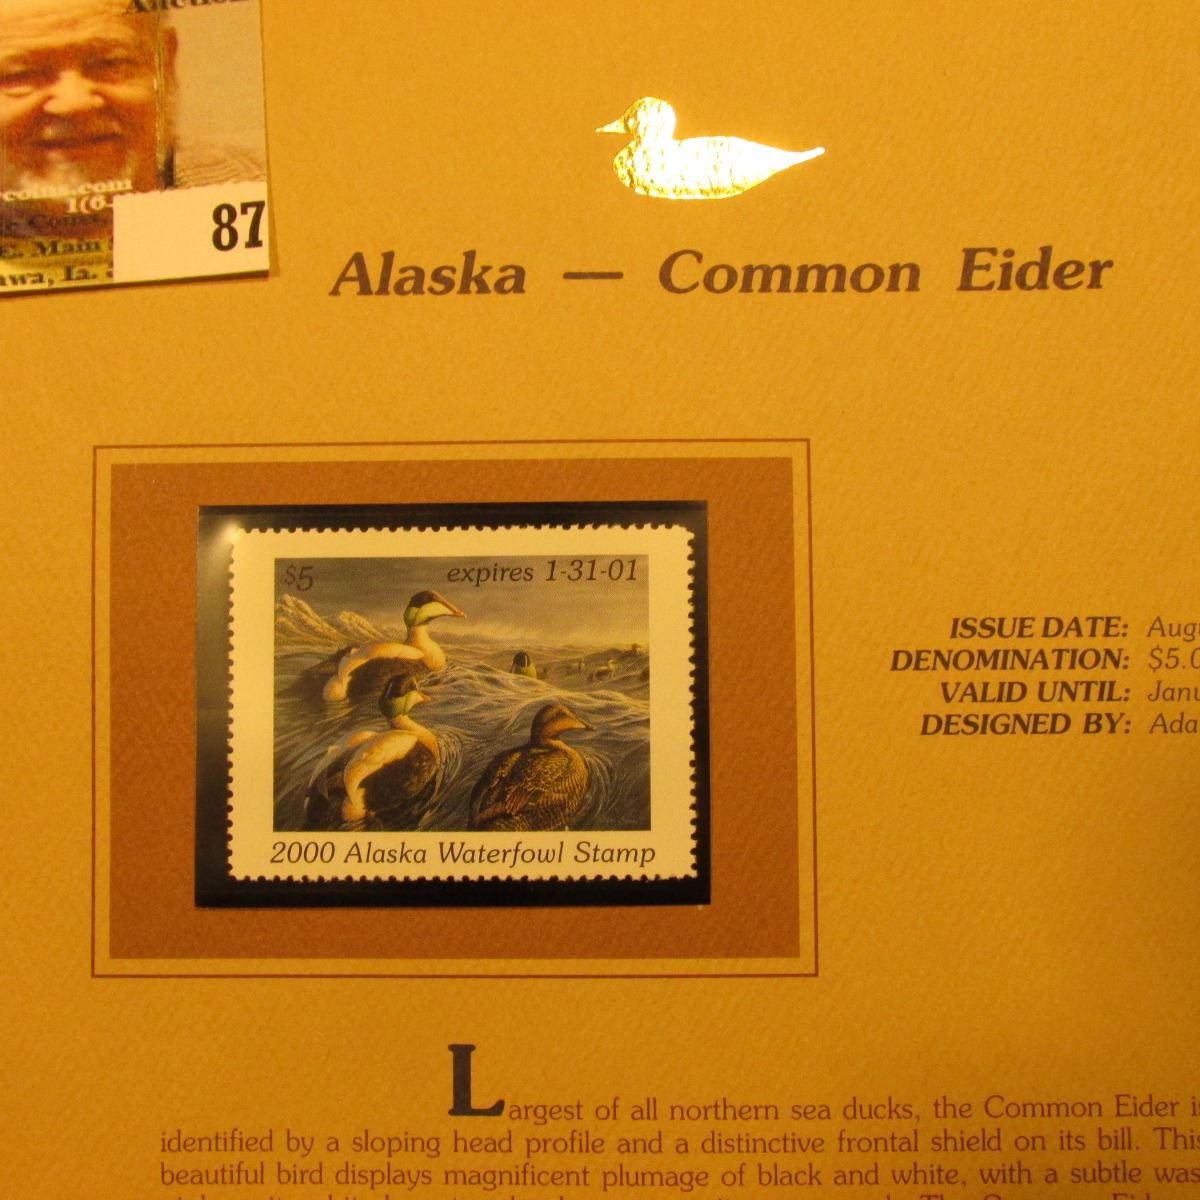 87
Alaska — Common Eider
$5
expires 1-31-01
2000 Alaska Waterfowl Stamp
ISSUE DATE:
DENOMINATION: $5.0
VALID UNTIL:
DESIGNED BY:
Largest of all northern sea ducks, the Common Eider is
identified by a sloping head profile and a distinctive frontal shield on its bill. This
beautiful bird displays magnificent plumage of black and white, with a subtle